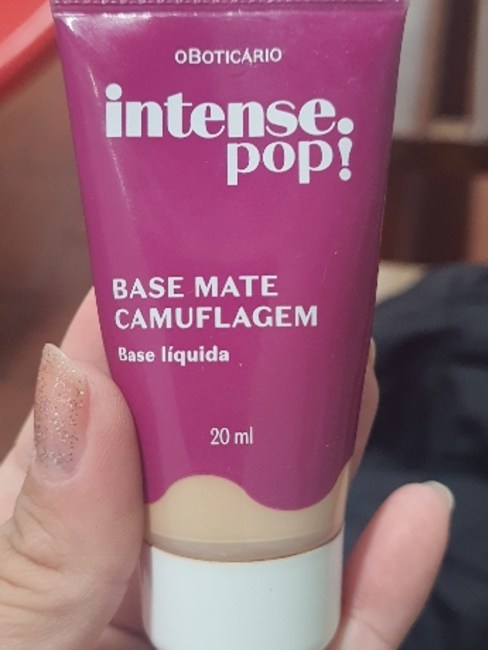 oBOTICÁRIO
intense.
pop!
BASE MATE
CAMUFLAGEM
Base líquida
20 ml